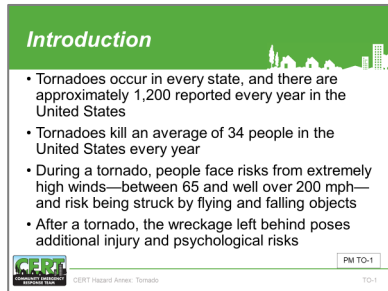 Introduction
• Tornadoes occur in every state, and there are
approximately 1,200 reported every year in the
United States
• Tornadoes kill an average of 34 people in the
United States every year
• During a tornado, people face risks from extremely
high winds—between 65 and well over 200 mph—
and risk being struck by flying and falling objects
• After a tornado, the wreckage left behind poses
additional injury and psychological risks
PM TO-1
CERT
COMMUNITY EMERGENCY
RESPONSE TEAM
CERT Hazard Annex: Tornado
TO-1